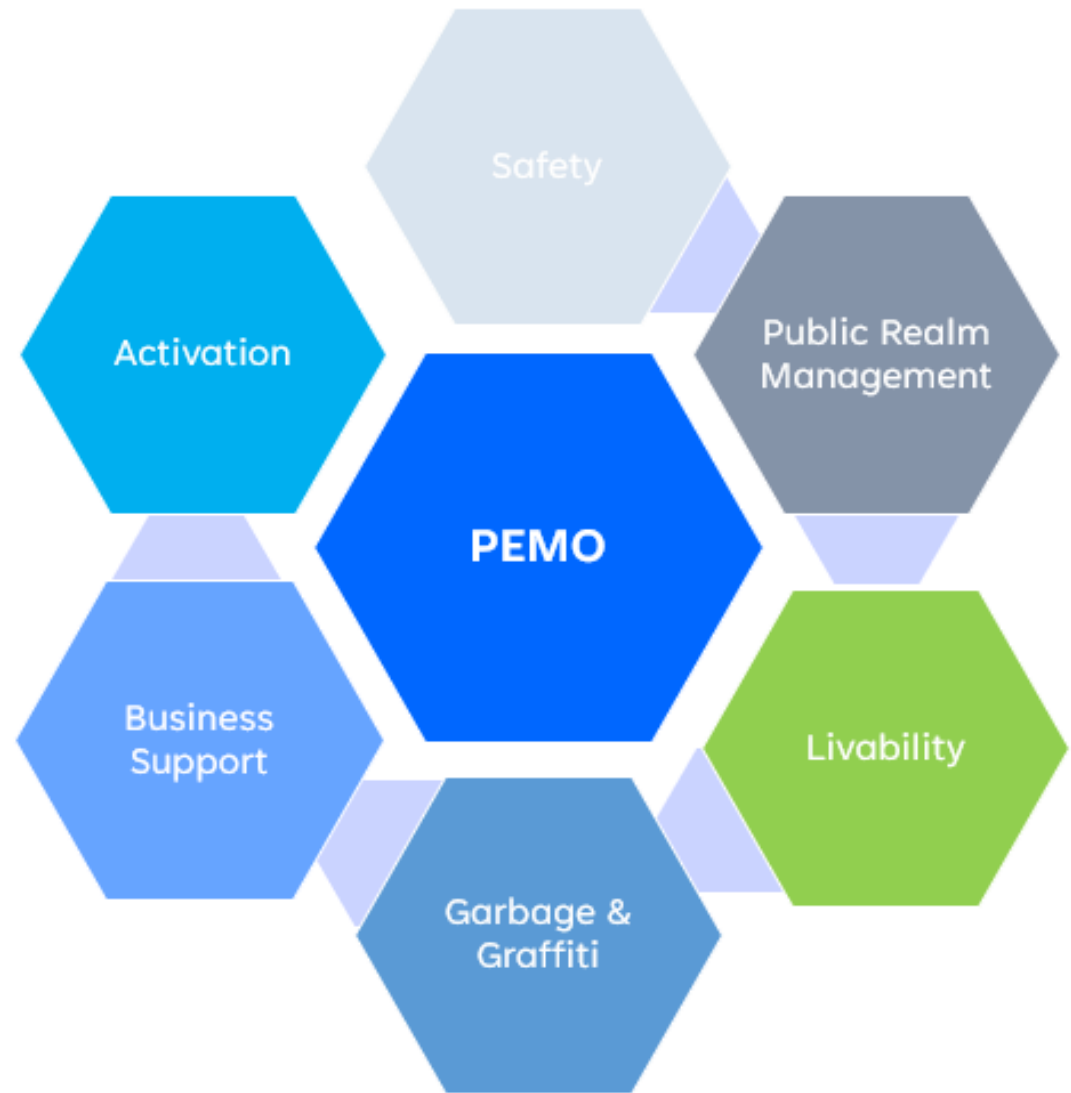 Safety
Public Realm
Management
Activation
PEMO
Business
Support
Livability
Garbage &
Graffiti